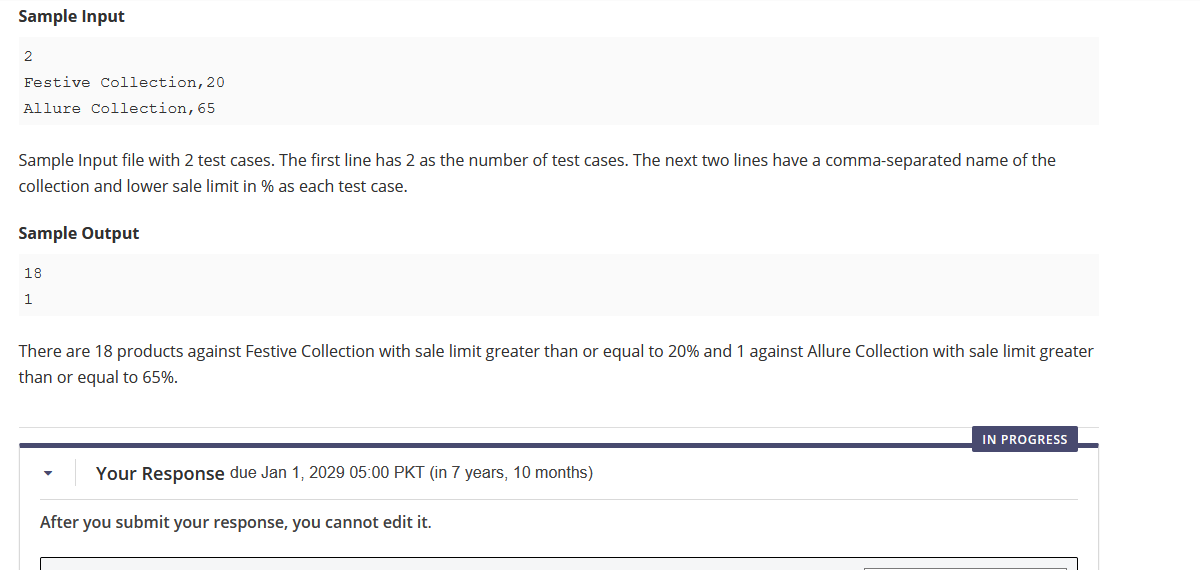 Sample Input
2
Festive Collection,20
Allure Collection,65
Sample Input file with 2 test cases. The first line has 2 as the number of test cases. The next two lines have a comma-separated name of the
collection and lower sale limit in % as each test case.
Sample Output
18
1
There are 18 products against Festive Collection with sale limit greater than or equal to 20% and 1 against Allure Collection with sale limit greater
than or equal to 65%.
IN PROGRESS
Your Response due Jan 1, 2029 05:00 PKT (in 7 years, 10 months)
After you submit your response, you cannot edit it.